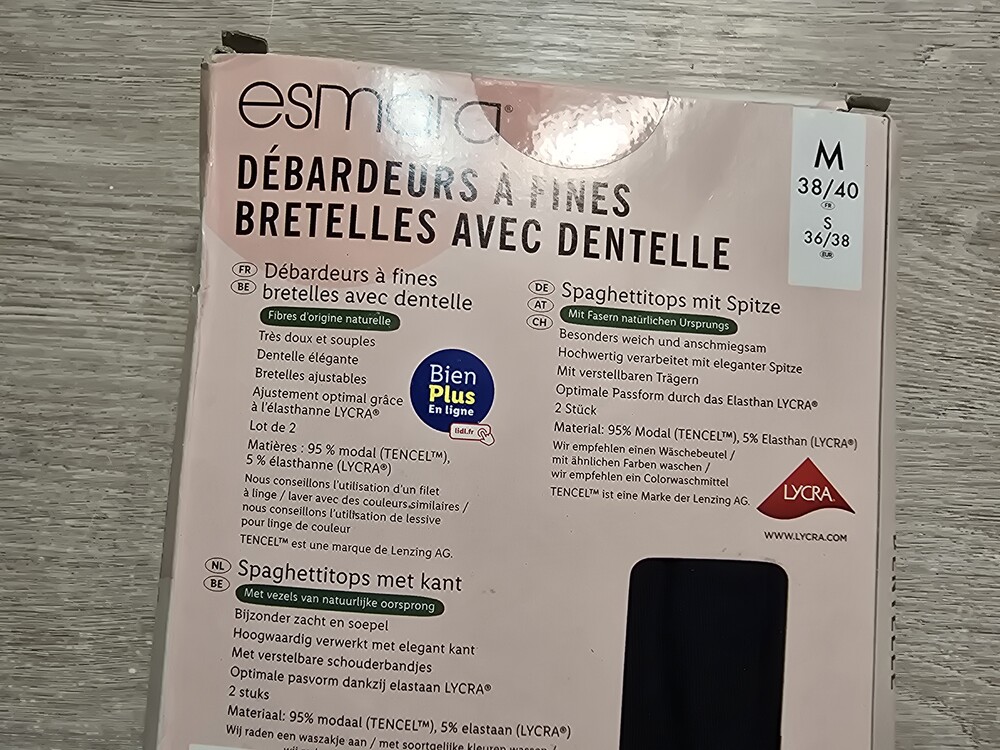 esmara®
DÉBARDEURS À FINES
BRETELLES AVEC DENTELLE
M
38/40
FR
S
36/38
EUR
FR
BE
Débardeurs à fines
bretelles avec dentelle
Fibres d'origine naturelle
Très doux et souples
Dentelle élégante
Bretelles ajustables
Ajustement optimal grâce
à l'élasthanne LYCRA®
Lot de 2
Matières : 95 % modal (TENCEL™),
5 % élasthanne (LYCRA®)
Nous conseillons l'utilisation d'un filet
à linge / laver avec des couleurs similaires /
nous conseillons l'utilisation de lessive
pour linge de couleur
TENCEL™ est une marque de Lenzing AG.
Bien
Plus
En ligne
lidl.fr
DE
AT
CH
Spaghettitops mit Spitze
Mit Fasern natürlichen Ursprungs
Besonders weich und anschmiegsam
Hochwertig verarbeitet mit eleganter Spitze
Mit verstellbaren Trägern
Optimale Passform durch das Elasthan LYCRA®
2 Stück
Material: 95% Modal (TENCEL™), 5% Elasthan (LYCRA®)
Wir empfehlen einen Wäschebeutel /
mit ähnlichen Farben waschen /
wir empfehlen ein Colorwaschmittel
TENCEL™ ist eine Marke der Lenzing AG.
LYCRA
WWW.LYCRA.COM
NL
BE
Spaghettitops met kant
Met vezels van natuurlijke oorsprong
Bijzonder zacht en soepel
Hoogwaardig verwerkt met elegant kant
Met verstelbare schouderbandjes
Optimale pasvorm dankzij elastaan LYCRA®
2 stuks
Materiaal: 95% modaal (TENCEL™), 5% elastaan (LYCRA®)
Wij raden een waszakje aan / met soortgelijke kleuren wassen /